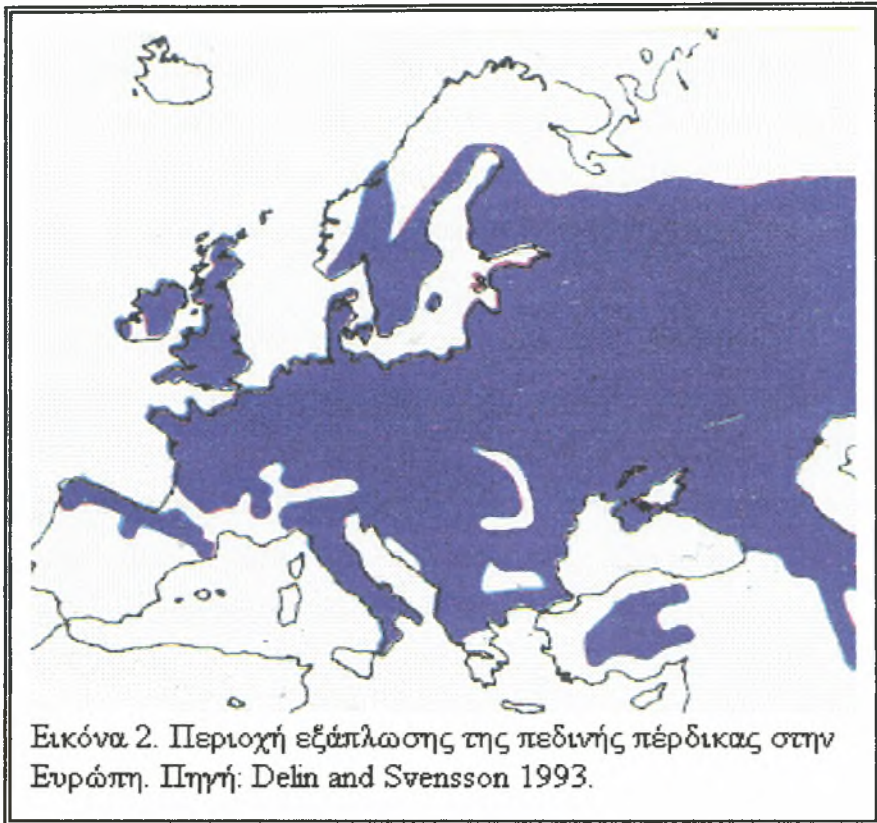 Εικόνα 2. Περιοχή εξάπλωσης της πεδινής πέρδικας στην
Ευρώπη. Πηγή: Delin and Svensson 1993.